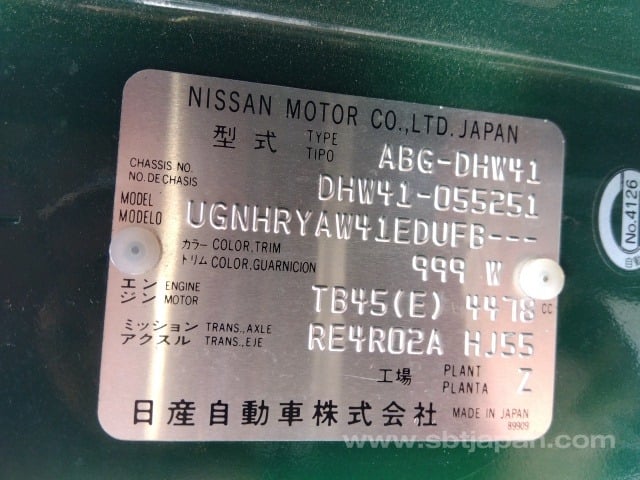 NISSAN MOTOR CO.,LTD. JAPAN
型式 TYPE TIPO ABG-DHW41
CHASSIS NO. NO. DE CHASIS DHW41-055251
MODEL MODELO UGNHRYAW41EDUFB---
カラー COLOR,TRIM
トリム COLOR,GUARNICION 999 W
エンジン ENGINE MOTOR TB45(E) 4478 CC
ミッション TRANS.,AXLE
アクスル TRANS.,EJE RE4R02A HJ55
工場 PLANT PLANTA Z
日産自動車株式会社 MADE IN JAPAN
89909
No.4126
www.sbtjapan.com